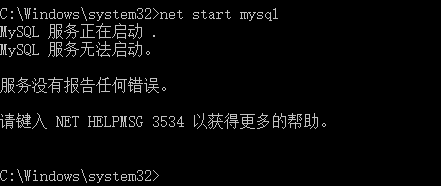 C:\Windows\system32>net start mysql
MySQL 服务正在启动 .
MySQL 服务无法启动。
服务没有报告任何错误。
请键入 NET HELPMSG 3534 以获得更多的帮助。
C:\Windows\system32>